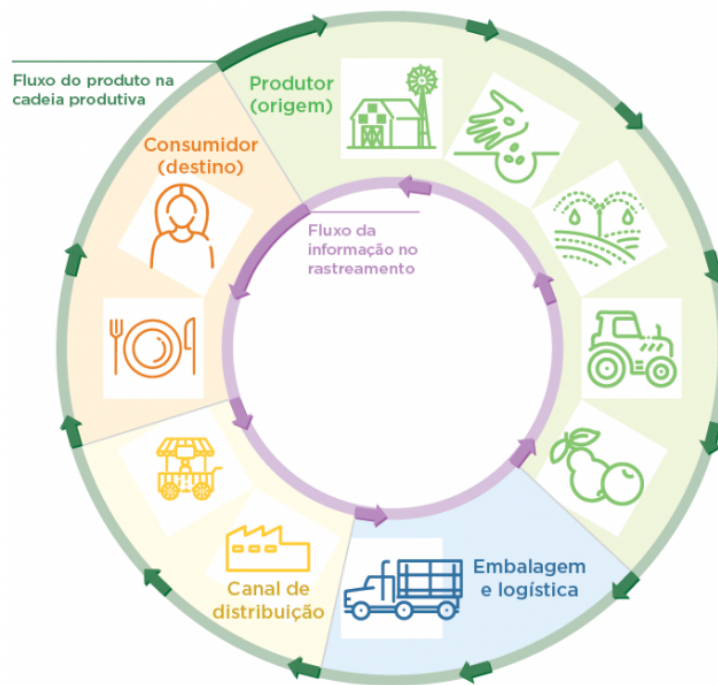 Fluxo do produto na
cadeia produtiva
Produtor
(origem)
Consumidor
(destino)
Fluxo da
informação no
rastreamento
Embalagem
e logística
Canal de
distribuição